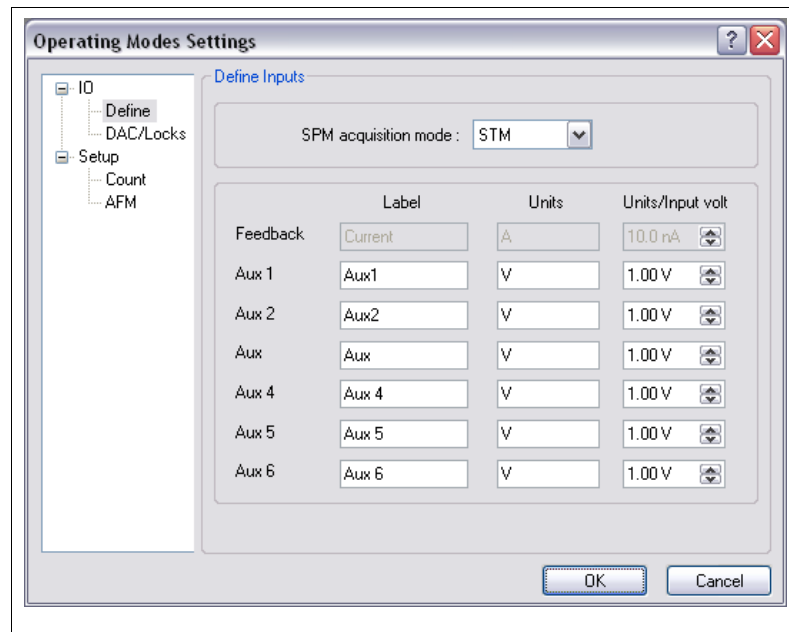 Operating Modes Settings
IO
Define
DAC/Locks
Setup
Count
AFM
Define Inputs
SPM acquisition mode : STM
Label Units Units/Input volt
Feedback Current A 10.0 nA
Aux 1 Aux1 V 1.00 V
Aux 2 Aux2 V 1.00 V
Aux Aux V 1.00 V
Aux 4 Aux 4 V 1.00 V
Aux 5 Aux 5 V 1.00 V
Aux 6 Aux 6 V 1.00 V
OK Cancel